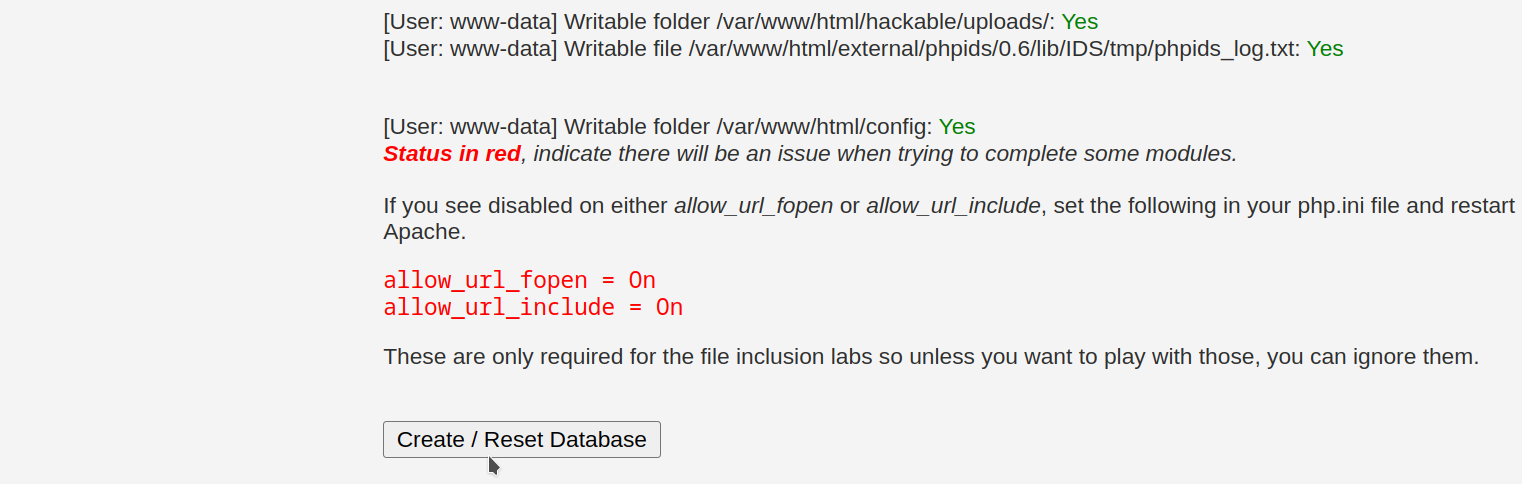 [User: www-data] Writable folder /var/www/html/hackable/uploads/: Yes
[User: www-data] Writable file /var/www/html/external/phpids/0.6/lib/IDS/tmp/phpids_log.txt: Yes
[User: www-data] Writable folder /var/www/html/config: Yes
Status in red, indicate there will be an issue when trying to complete some modules.
If you see disabled on either allow_url_fopen or allow_url_include, set the following in your php.ini file and restart
Apache.
allow_url_fopen = On
allow_url_include = On
These are only required for the file inclusion labs so unless you want to play with those, you can ignore them.
Create / Reset Database